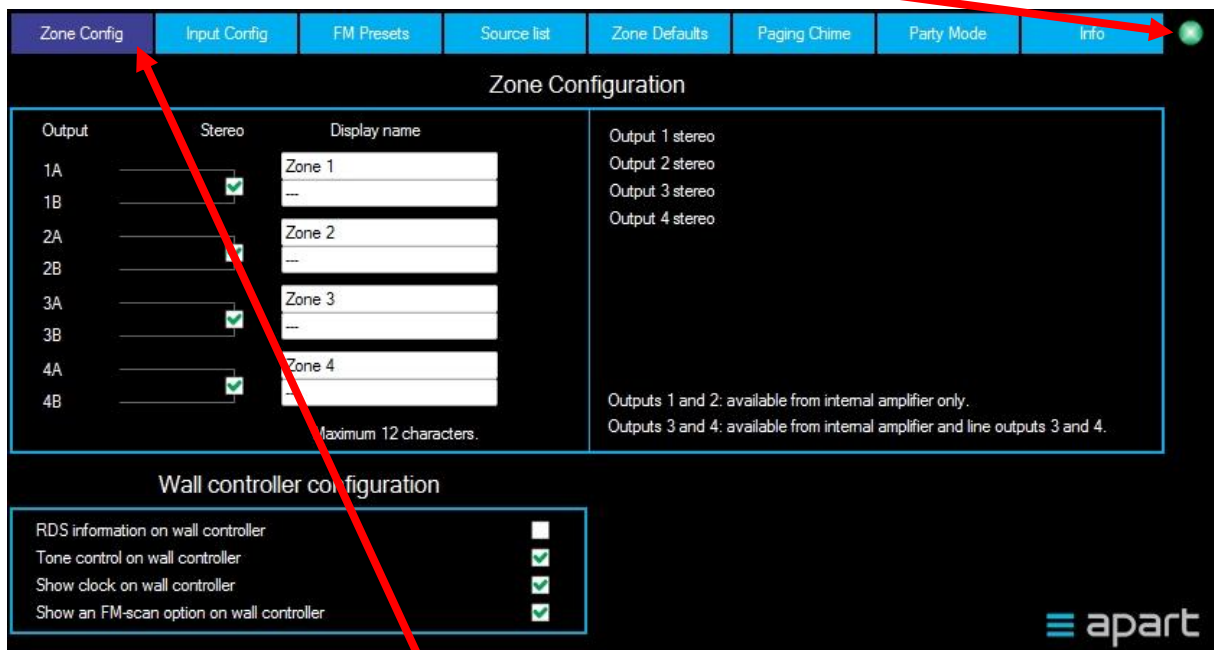 Zone Config Input Config FM Presets Source list Zone Defaults Paging Chime Party Mode Info
Zone Configuration
Output Stereo Display name
1A
1B
2A
2B
3A
3B
4A
4B
Zone 1
---
Zone 2
---
Zone 3
---
Zone 4
Maximum 12 characters.
Output 1 stereo
Output 2 stereo
Output 3 stereo
Output 4 stereo
Outputs 1 and 2: available from internal amplifier only.
Outputs 3 and 4: available from internal amplifier and line outputs 3 and 4.
Wall controller configuration
RDS information on wall controller
Tone control on wall controller
Show clock on wall controller
Show an FM-scan option on wall controller
apart